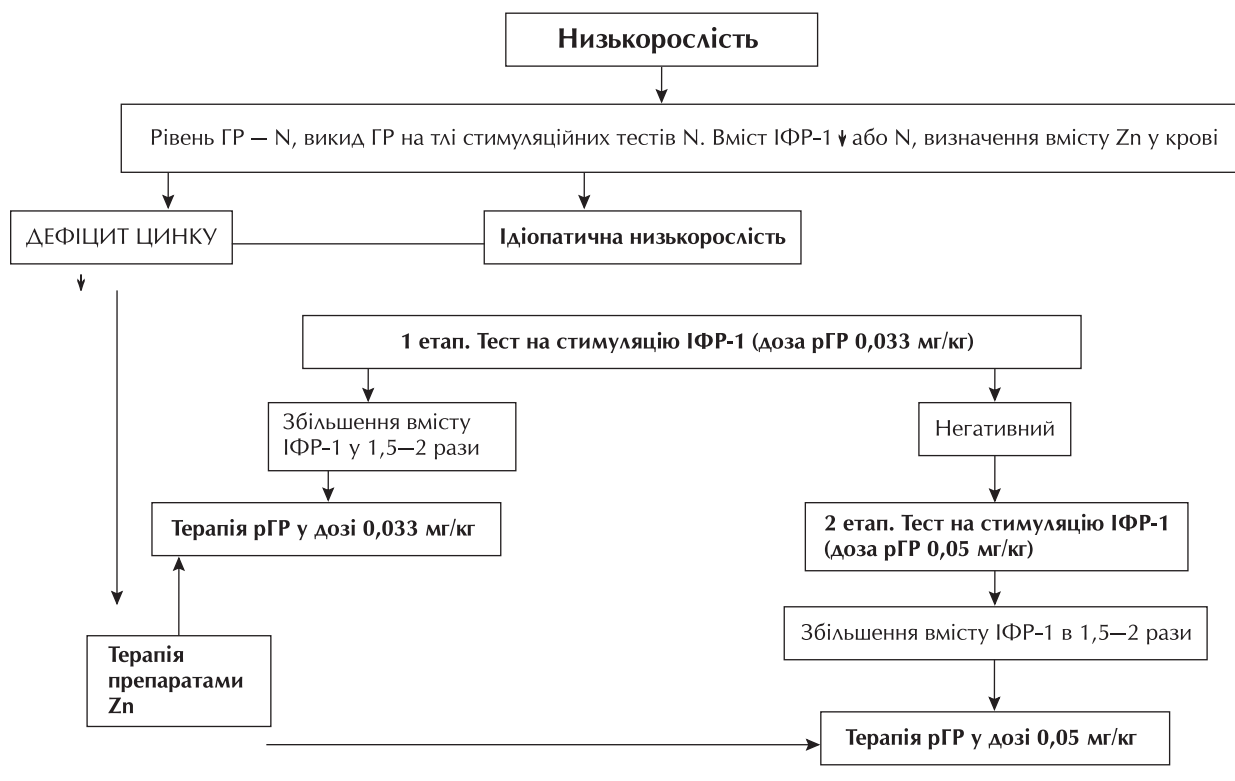 Низькорослість
Рівень ГР — N, викид ГР на тлі стимуляційних тестів N. Вміст ІФР-1 ↓ або N, визначення вмісту Zn у крові
ДЕФІЦИТ ЦИНКУ
Ідіопатична низькорослість
1 етап. Тест на стимуляцію ІФР-1 (доза рГР 0,033 мг/кг)
Збільшення вмісту
ІФР-1 у 1,5—2 рази
Негативний
Терапія рГР у дозі 0,033 мг/кг
2 етап. Тест на стимуляцію ІФР-1
(доза рГР 0,05 мг/кг)
Збільшення вмісту ІФР-1 в 1,5—2 рази
Терапія
препаратами
Zn
Терапія рГР у дозі 0,05 мг/кг